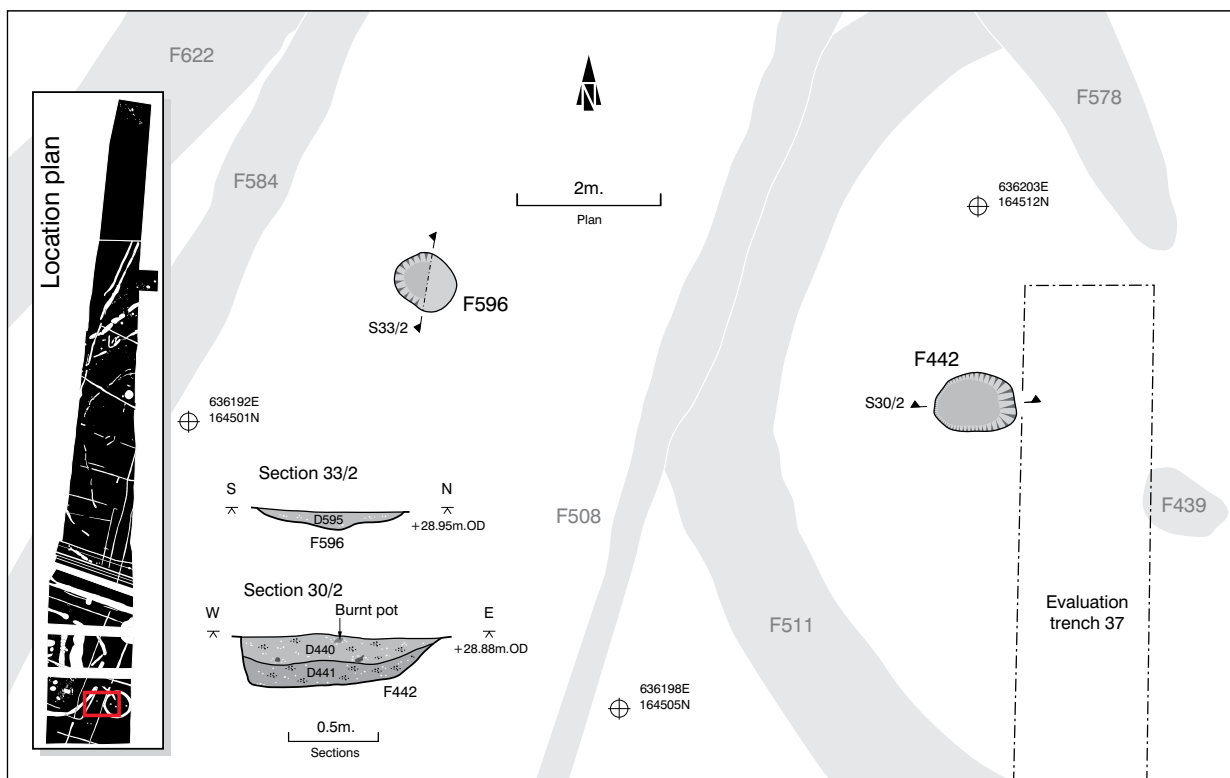 F622
F578
Location plan
F584
N
2m.
Plan
636203E
164512N
F596
S33/2
F442
S30/2
636192E
164501N
Section 33/2
S
N
D595
+28.95m.OD
F596
F508
F439
Section 30/2
Burnt pot
W
E
D440
+28.88m.OD
D441
F442
Evaluation
trench 37
F511
636198E
164505N
0.5m.
Sections